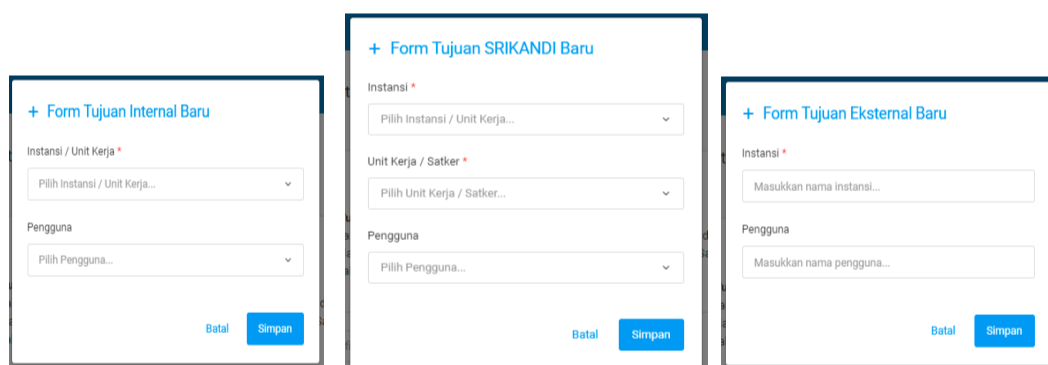 + Form Tujuan Internal Baru
Instansi / Unit Kerja *
Pilih Instansi / Unit Kerja...
Pengguna
Pilih Pengguna...
Batal
Simpan
+ Form Tujuan SRIKANDI Baru
Instansi *
Pilih Instansi / Unit Kerja...
Unit Kerja / Satker *
Pilih Unit Kerja / Satker...
Pengguna
Pilih Pengguna...
Batal
Simpan
+ Form Tujuan Eksternal Baru
Instansi *
Masukkan nama instansi...
Pengguna
Masukkan nama pengguna...
Batal
Simpan